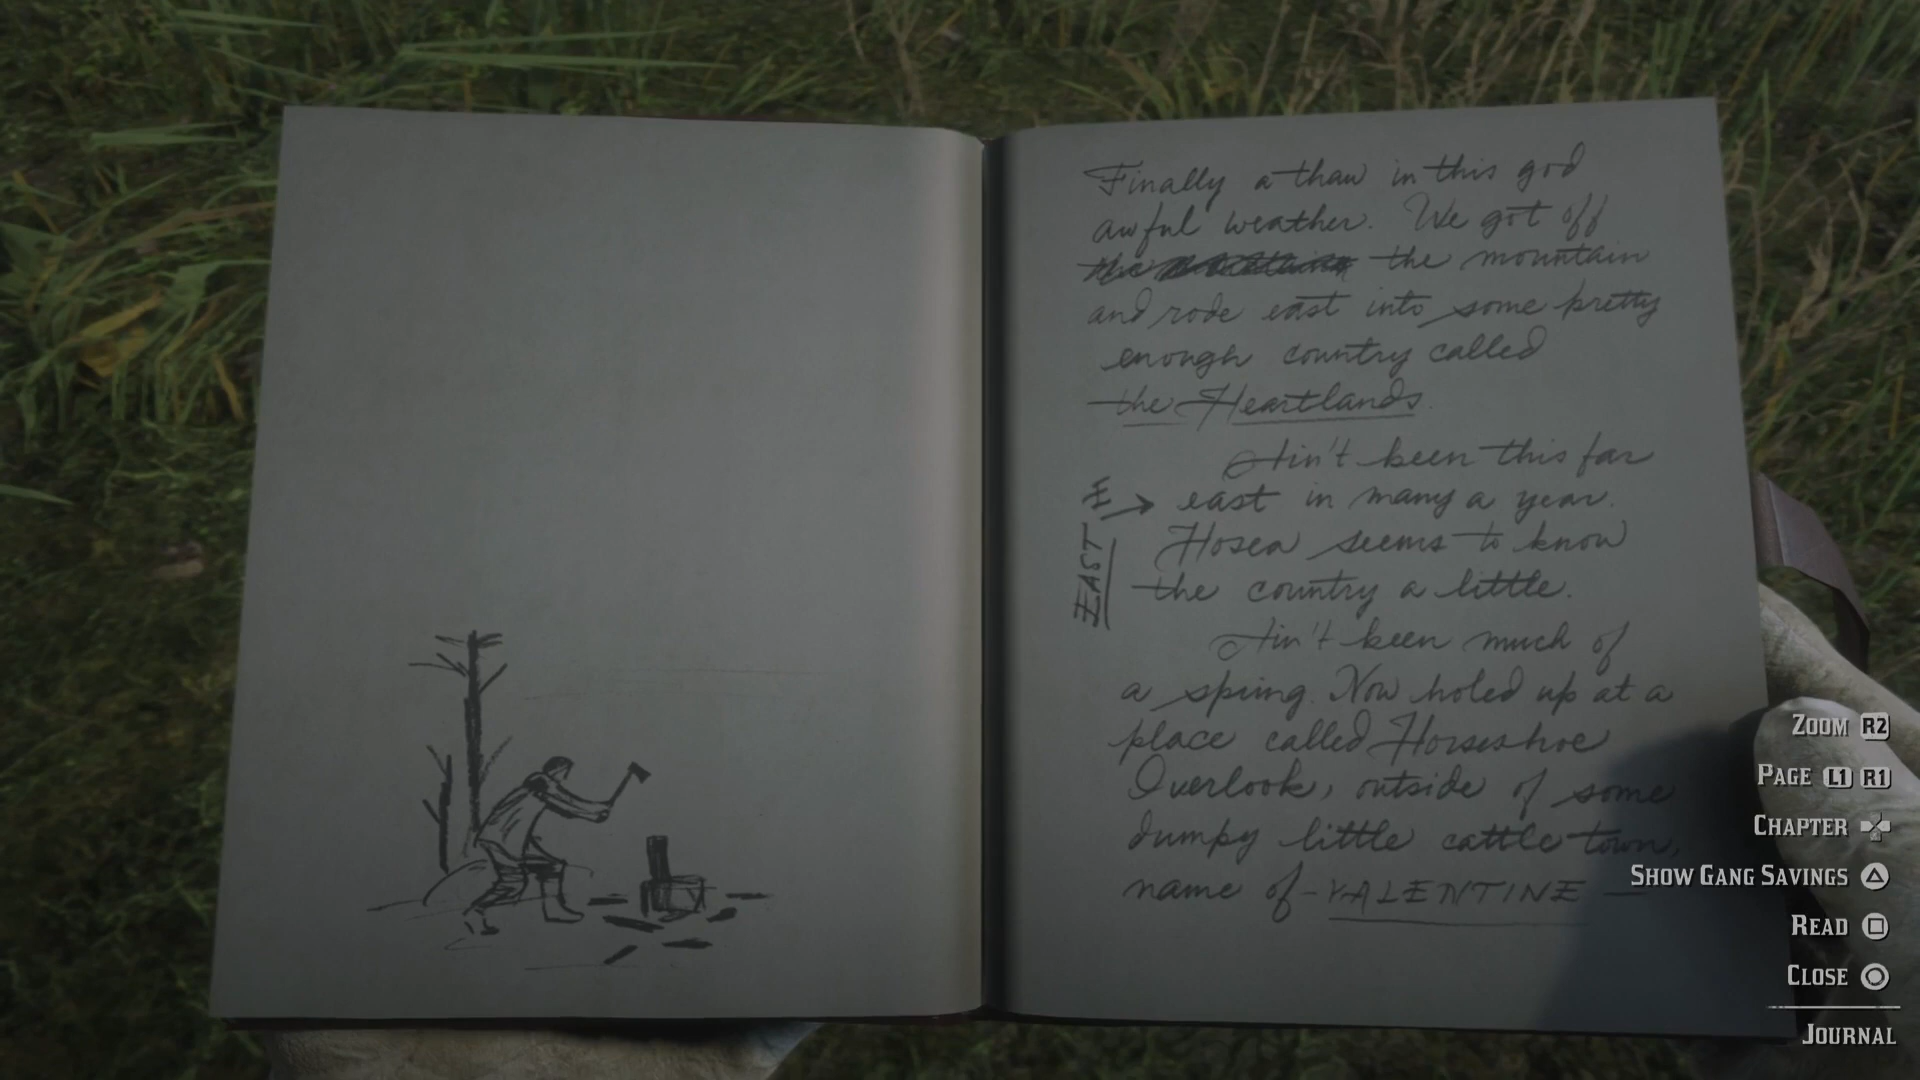 Finally a thaw in this god
awful weather. We got off
the the mountain
and rode east into some pretty
enough country called
the Heartlands.
Ain't been this far
east in many a year.
Hosea seems to know
the country a little.
EAST
Ain't been much of
a spring. Now holed up at a
place called Horseshoe
Overlook, outside of some
dumpy little cattle town,
name of - VALENTINE -
ZOOM R2
PAGE L1 R1
CHAPTER
SHOW GANG SAVINGS
READ
CLOSE
JOURNAL